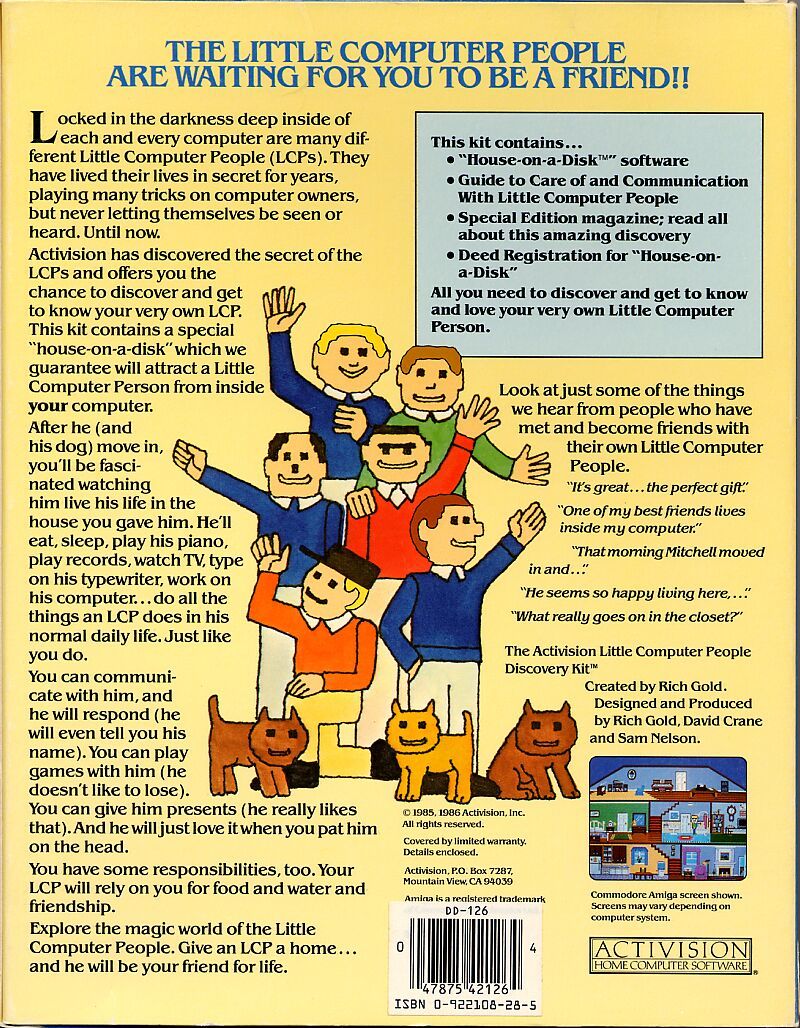 THE LITTLE COMPUTER PEOPLE
ARE WAITING FOR YOU TO BE A FRIEND!!
Locked in the darkness deep inside of
each and every computer are many dif-
ferent Little Computer People (LCPs). They
have lived their lives in secret for years,
playing many tricks on computer owners,
but never letting themselves be seen or
heard. Until now.
Activision has discovered the secret of the
LCPs and offers you the
chance to discover and get
to know your very own LCP.
This kit contains a special
"house-on-a-disk" which we
guarantee will attract a Little
Computer Person from inside
your computer.
After he (and
his dog) move in,
you'll be fasci-
nated watching
him live his life in the
house you gave him. He'll
eat, sleep, play his piano,
play records, watch TV, type
on his typewriter, work on
his computer...do all the
things an LCP does in his
normal daily life. Just like
you do.
You can communi-
cate with him, and
he will respond (he
will even tell you his
name). You can play
games with him (he
doesn't like to lose).
You can give him presents (he really likes
that). And he will just love it when you pat him
on the head.
You have some responsibilities, too. Your
LCP will rely on you for food and water and
friendship.
Explore the magic world of the Little
Computer People. Give an LCP a home...
and he will be your friend for life.
This kit contains...
• "House-on-a-Disk™" software
• Guide to Care of and Communication
With Little Computer People
• Special Edition magazine; read all
about this amazing discovery
• Deed Registration for "House-on-
a-Disk"
All you need to discover and get to know
and love your very own Little Computer
Person.
Look at just some of the things
we hear from people who have
met and become friends with
their own Little Computer
People.
"It's great...the perfect gift."
"One of my best friends lives
inside my computer."
"That morning Mitchell moved
in and..."
"He seems so happy living here,..."
"What really goes on in the closet?"
The Activision Little Computer People
Discovery Kit™
Created by Rich Gold.
Designed and Produced
by Rich Gold, David Crane
and Sam Nelson.
© 1985, 1986 Activision, Inc.
All rights reserved.
Covered by limited warranty.
Details enclosed.
Activision, P.O. Box 7287,
Mountain View, CA 94039
Amiga is a registered trademark
DD-126
0 47875 42126 4
ISBN 0-922108-28-5
Commodore Amiga screen shown.
Screens may vary depending on
computer system.
ACTIVISION®
HOME COMPUTER SOFTWARE